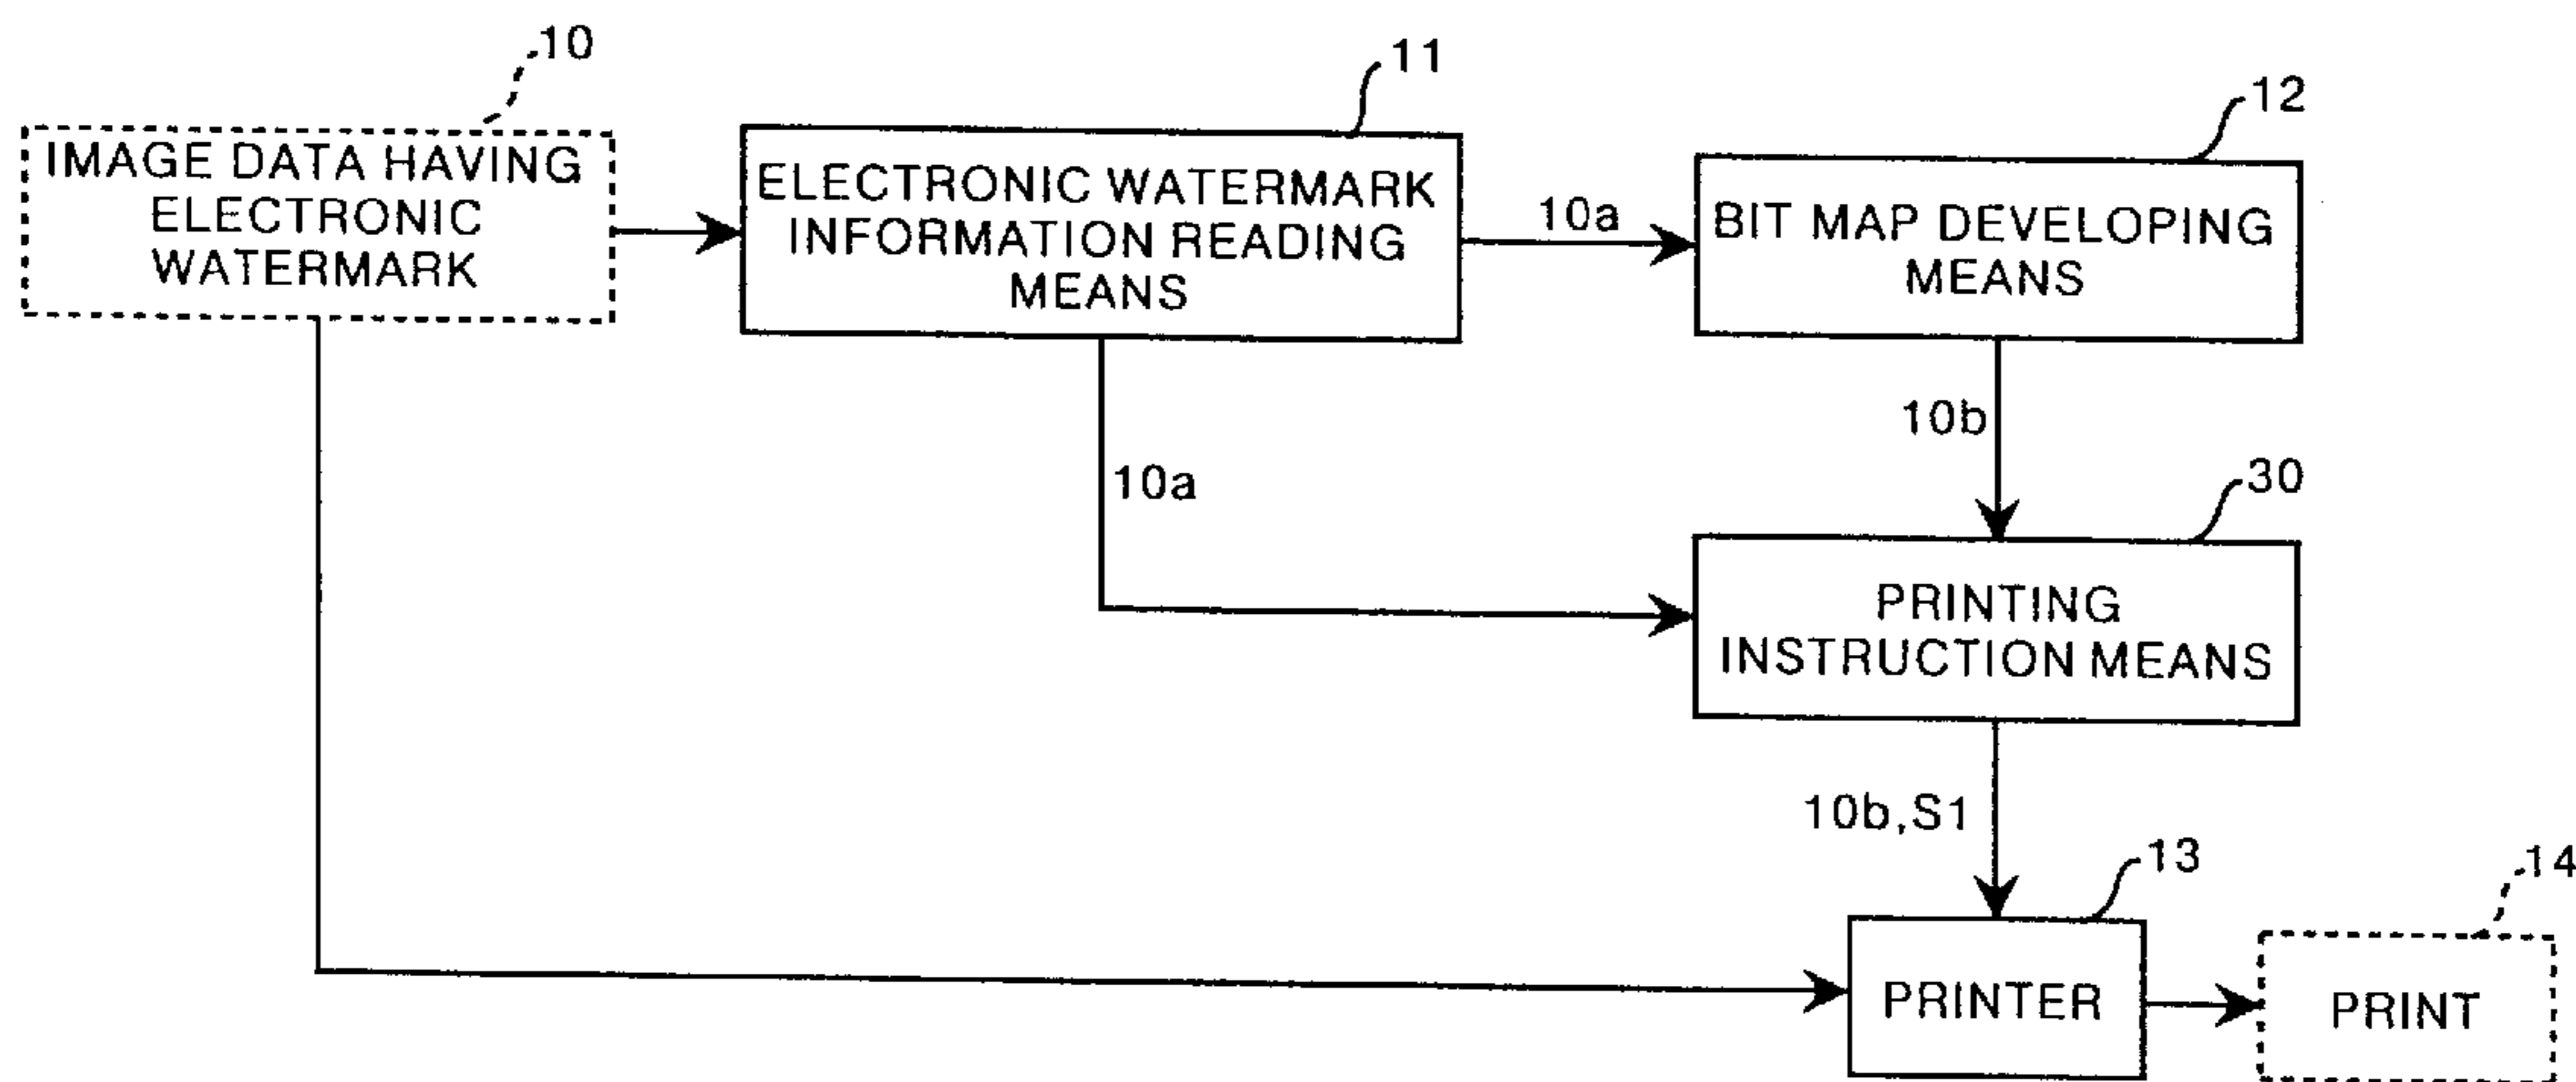 10
IMAGE DATA HAVING
ELECTRONIC
WATERMARK
11
ELECTRONIC WATERMARK
INFORMATION READING
MEANS
10a
12
BIT MAP DEVELOPING
MEANS
10a
10b
30
PRINTING
INSTRUCTION MEANS
10b,S1
13
PRINTER
14
PRINT